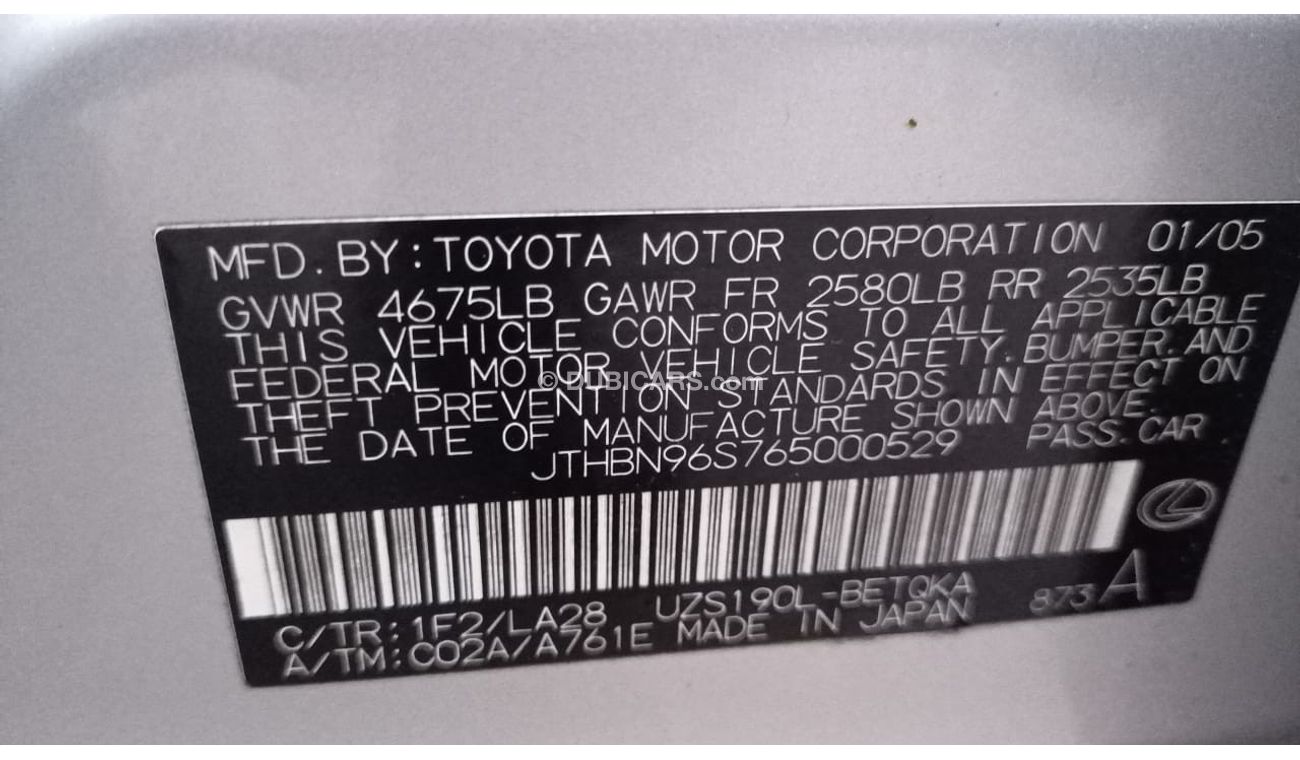 MFD. BY: TOYOTA MOTOR CORPORATION 01/05
GVWR 4675LB GAWR FR 2580LB RR 2535LB
THIS VEHICLE CONFORMS TO ALL APPLICABLE
FEDERAL MOTOR VEHICLE SAFETY, BUMPER, AND
© DUBICARS.com
THEFT PREVENTION STANDARDS IN EFFECT ON
THE DATE OF MANUFACTURE SHOWN ABOVE.
JTHBN96S765000529 PASS. CAR
C/TR: 1F2/LA28 UZS190L-BETQKA 873 A
A/TM: C02A/A761E MADE IN JAPAN